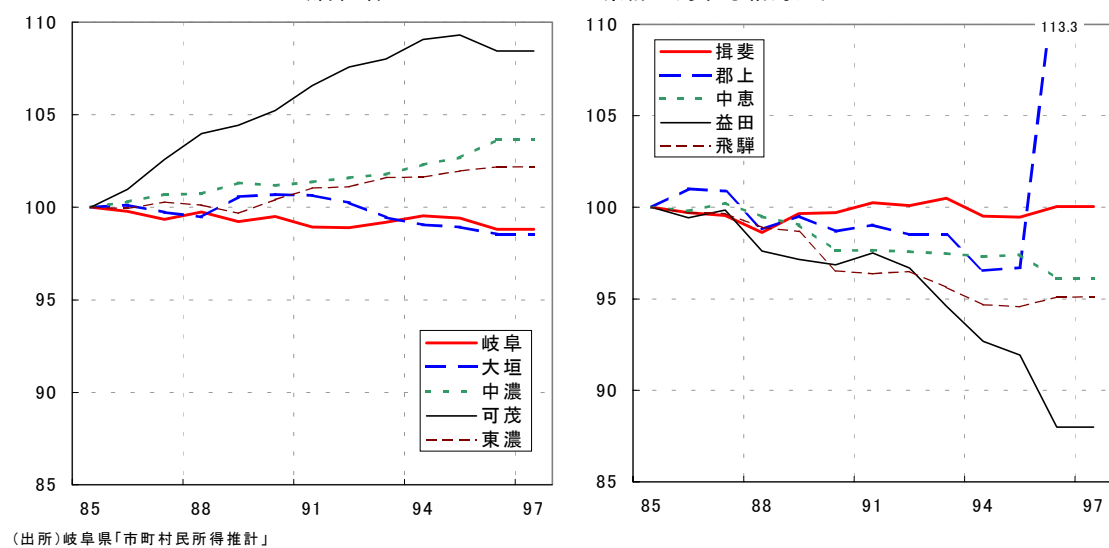 110
105
100
95
90
85
85 88 91 94 97
岐阜
大垣
中濃
可茂
東濃
110
105
100
95
90
85
85 88 91 94 97
113.3
揖斐
郡上
中恵
益田
飛騨
(出所)岐阜県「市町村民所得推計」